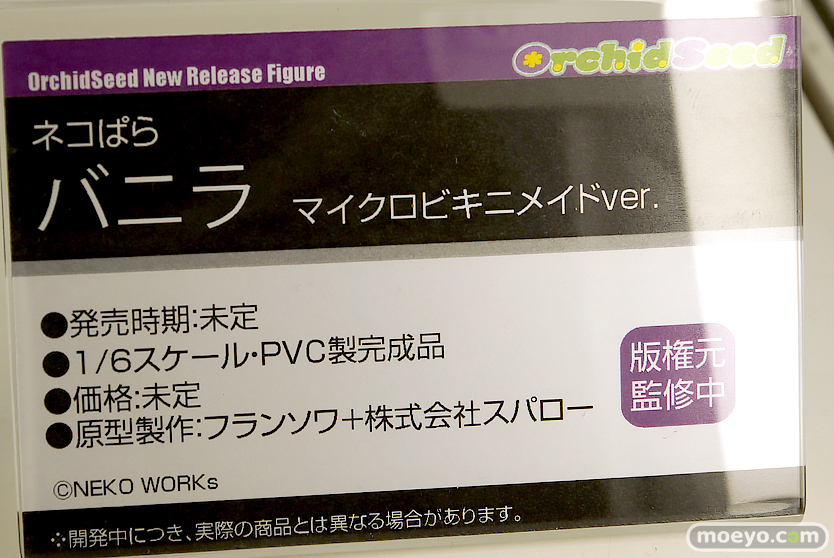 OrchidSeed New Release Figure
OrchidSeed
ネコぱら
バニラ マイクロビキニメイドver.
●発売時期:未定
●1/6スケール・PVC製完成品
●価格:未定
●原型製作:フランソワ+株式会社スパロー
版権元
監修中
©NEKO WORKs
※開発中につき、実際の商品とは異なる場合があります。
moeyo.com